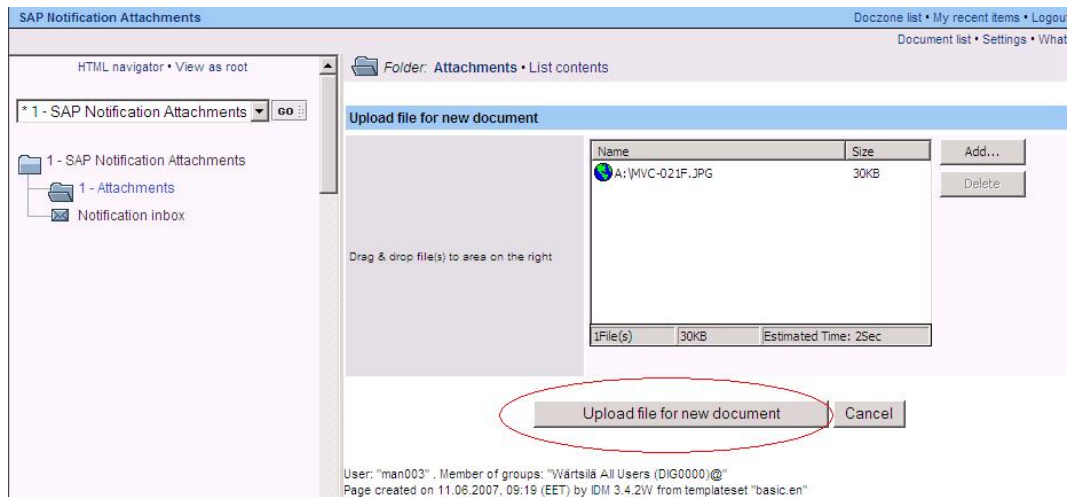 SAP Notification Attachments
Doczone list • My recent items • Logout
Document list • Settings • What
HTML navigator • View as root
Folder: Attachments • List contents
* 1 - SAP Notification Attachments GO
Upload file for new document
1 - SAP Notification Attachments
1 - Attachments
Notification inbox
Drag & drop file(s) to area on the right
Name Size
A:\MVC-021F.JPG 30KB
Add...
Delete
1File(s) 30KB Estimated Time: 2Sec
Upload file for new document Cancel
User: "man003" . Member of groups: "Wärtsilä All Users (DIG0000)@"
Page created on 11.06.2007, 09:19 (EET) by IDM 3.4.2W from templateset "basic.en"